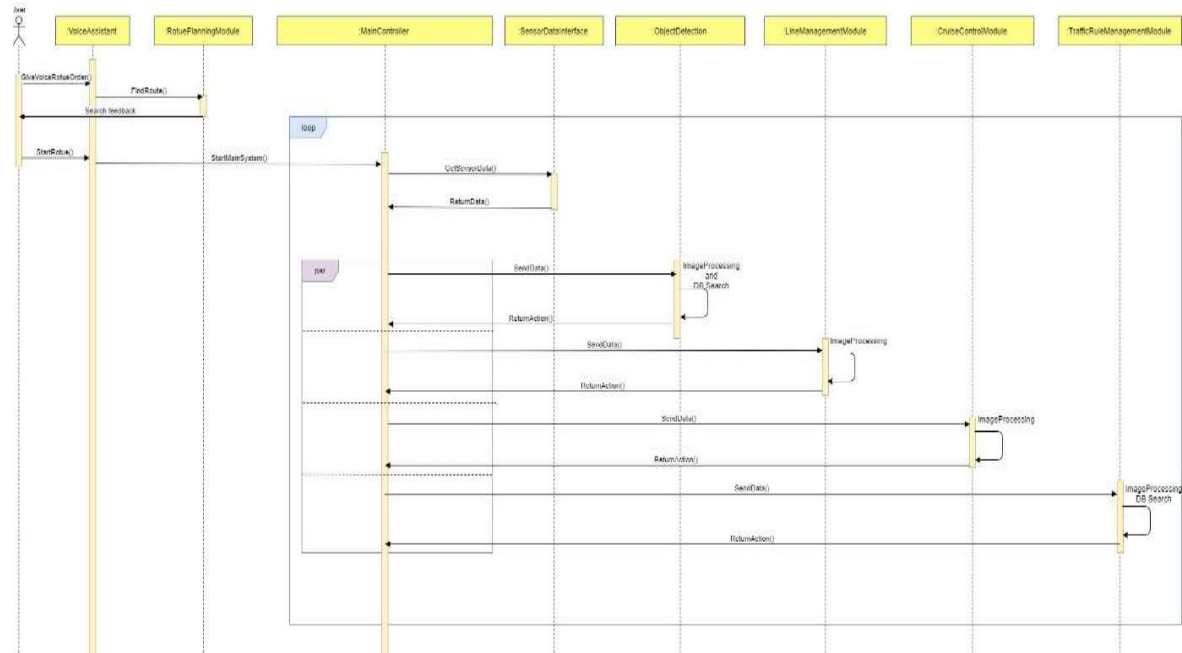 User
:VoiceAssistant
:RotuePlanningModule
:MainController
:SensorDataInterface
:ObjectDetection
:LineManagementModule
:CruiseControlModule
:TrafficRuleManagementModule
GiveVoiceRotueOrder()
FindRoute()
Search feedback
loop
StartRotue()
StartMainSystem()
GetSensorData()
ReturnData()
par
SendData()
ImageProcessing
and
DB Search
ReturnAction()
SendData()
ImageProcessing
ReturnAction()
SendData()
ImageProcessing
ReturnAction()
SendData()
ImageProcessing
DB Search
ReturnAction()